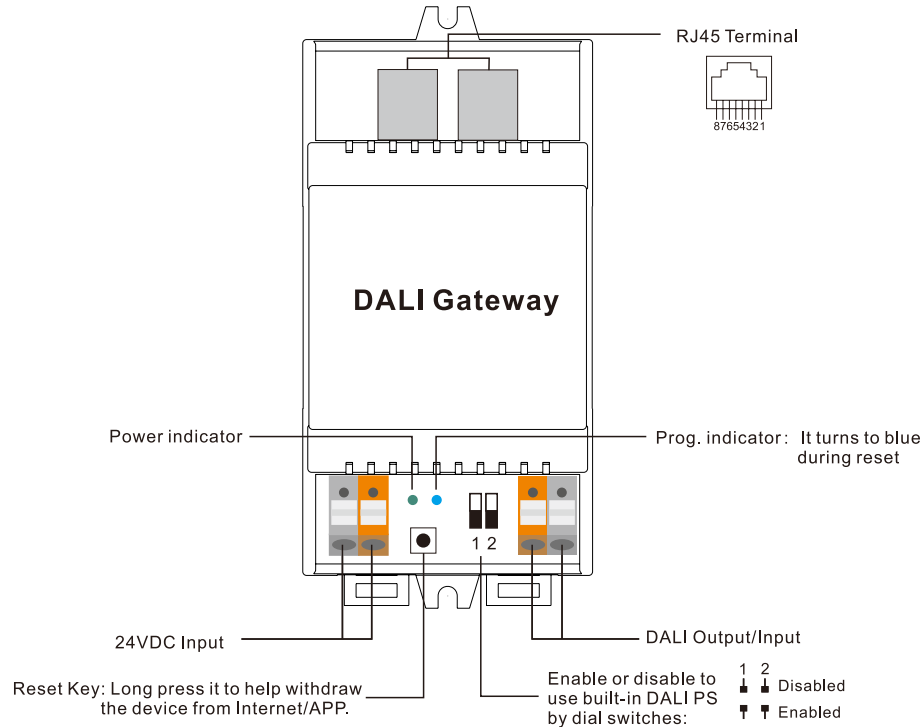 RJ45 Terminal
87654321
DALI Gateway
Power indicator
Prog. indicator: It turns to blue
during reset
1 2
24VDC Input
DALI Output/Input
Reset Key: Long press it to help withdraw
the device from Internet/APP.
Enable or disable to
use built-in DALI PS
by dial switches:
1 2
Disabled
Enabled